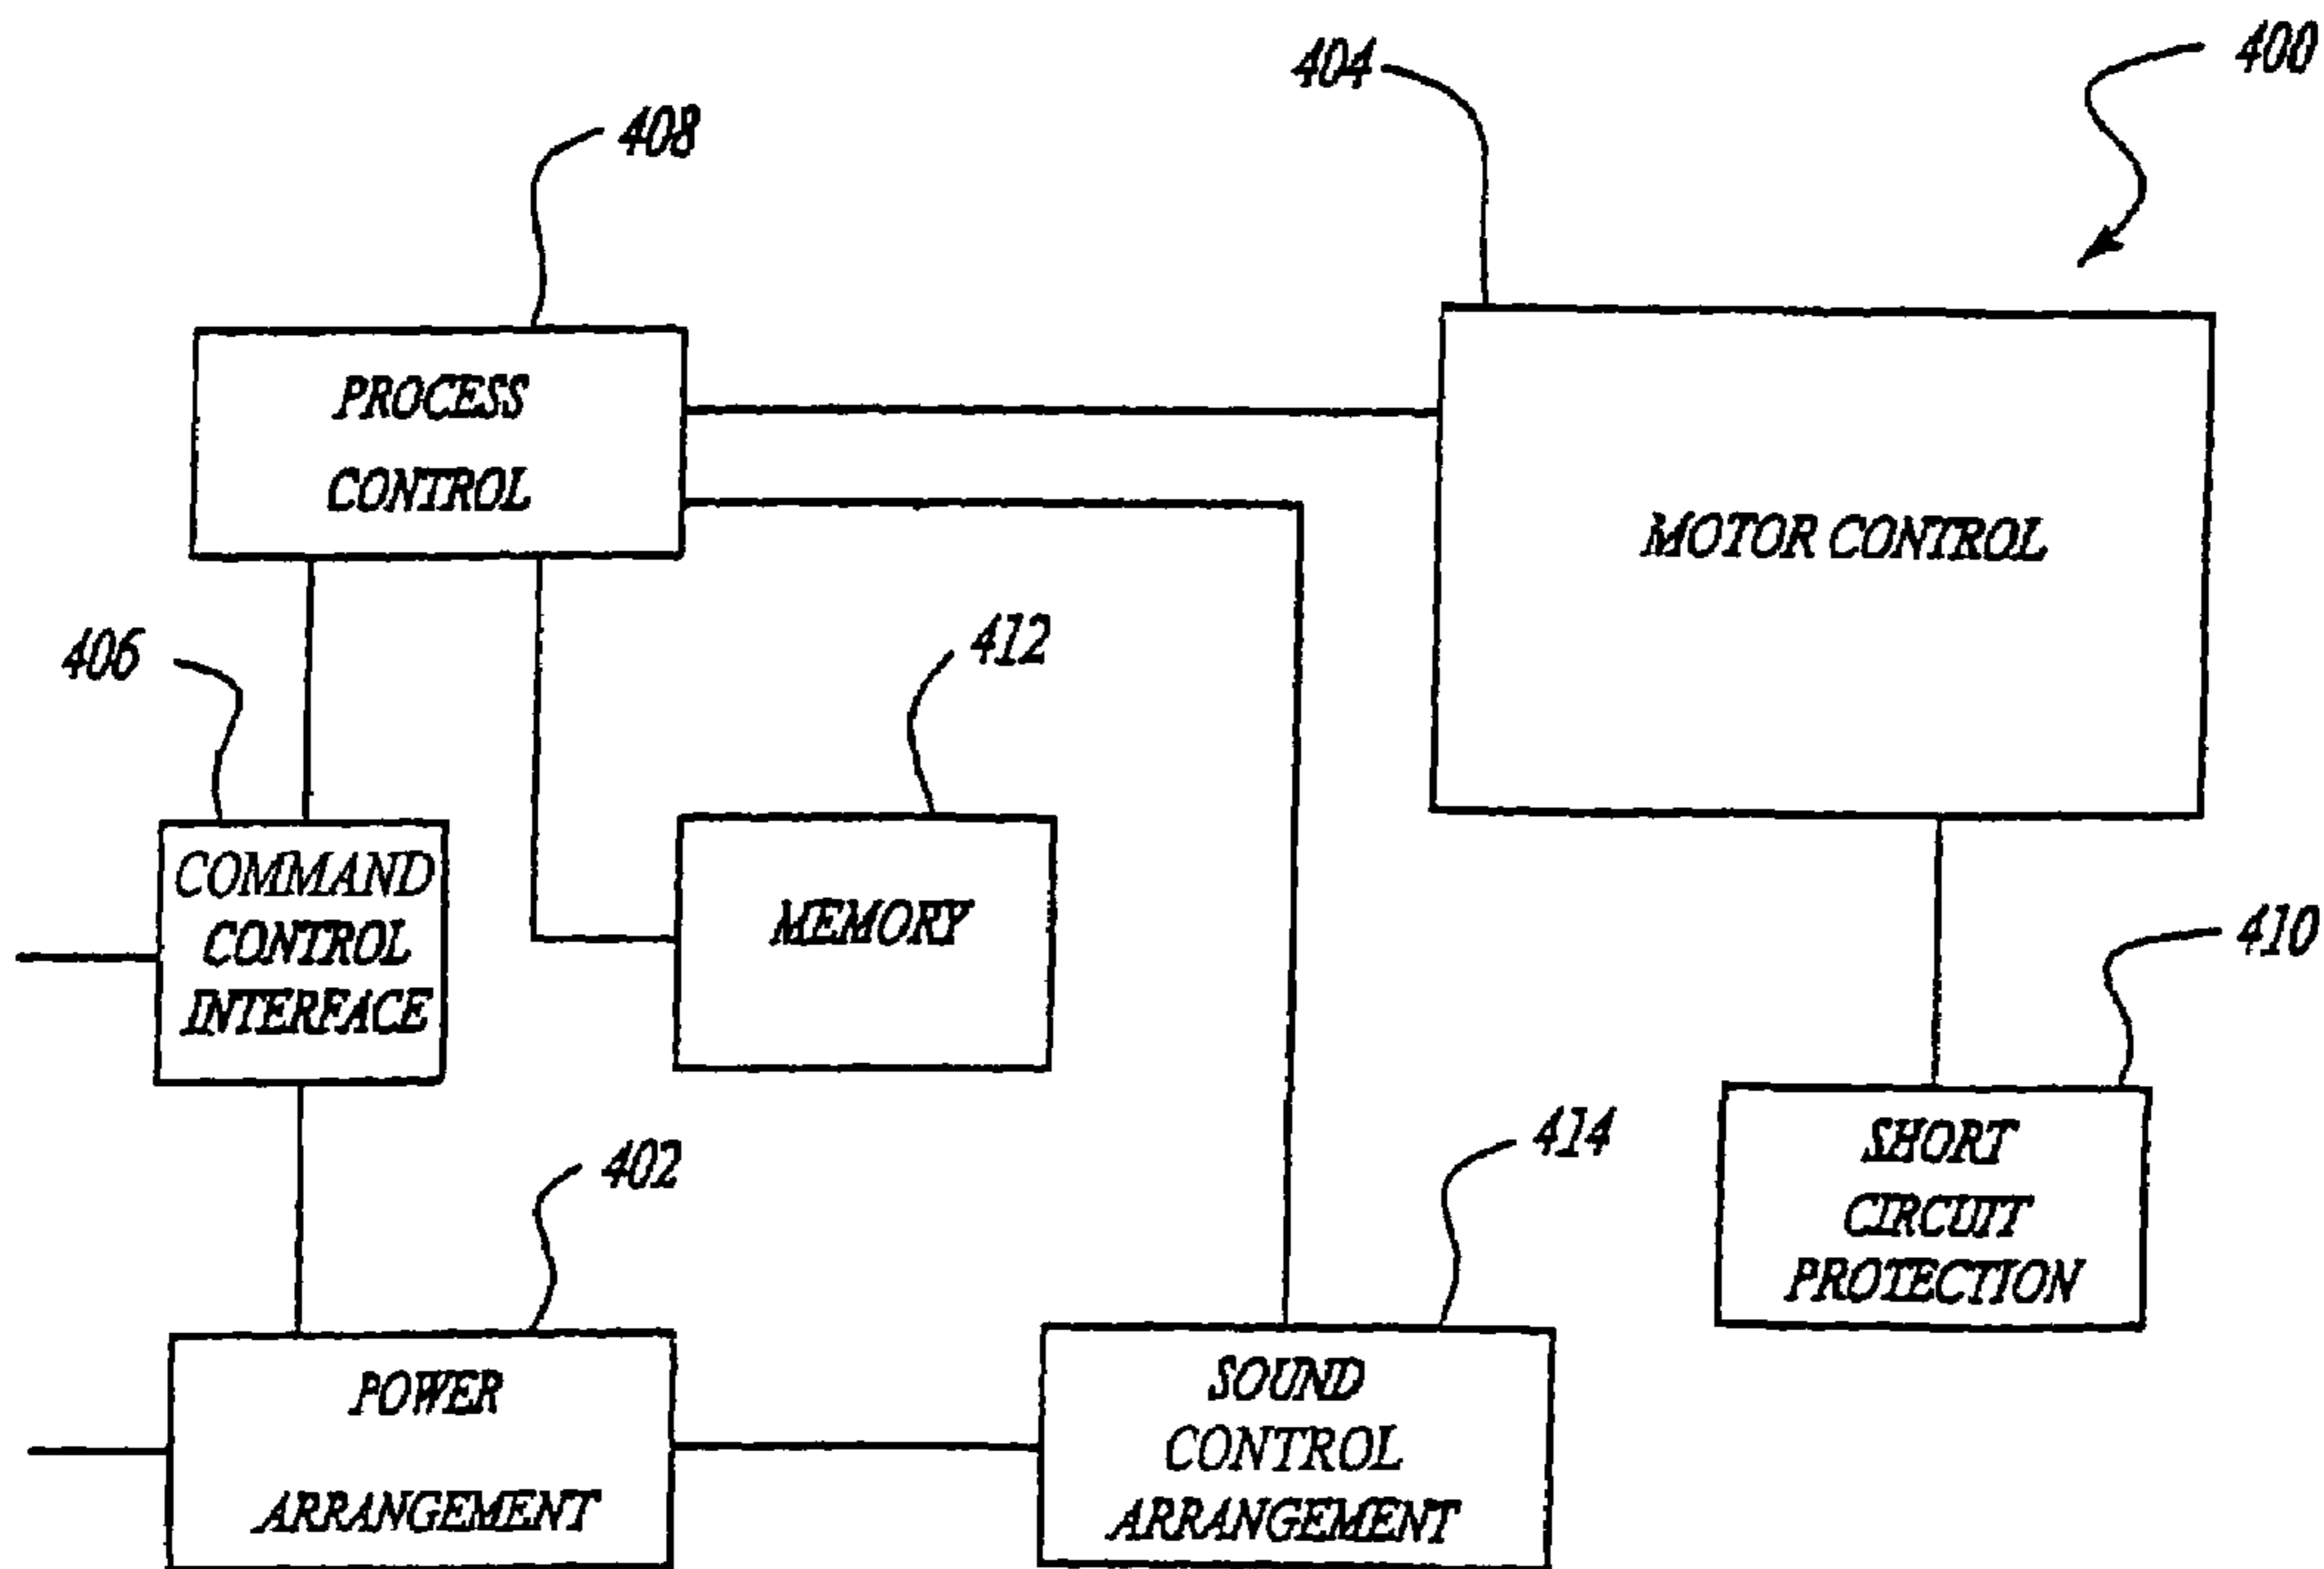 400
404
408
PROCESS
CONTROL
MOTOR CONTROL
406
412
COMMAND
CONTROL
INTERFACE
MEMORY
410
402
414
SHORT
CIRCUIT
PROTECTION
POWER
ARRANGEMENT
SOUND
CONTROL
ARRANGEMENT